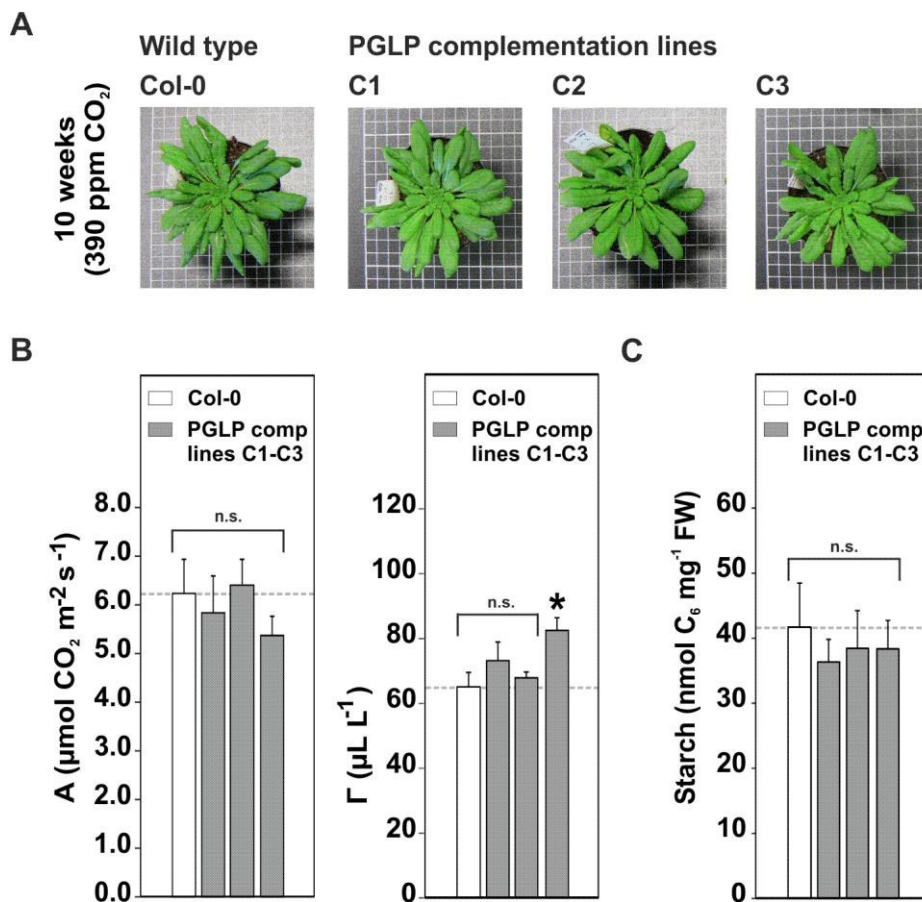 A
Wild type
PGLP complementation lines
Col-0
C1
C2
C3
10 weeks
(390 ppm CO₂)
B
Col-0
PGLP comp
lines C1-C3
n.s.
8.0
7.0
6.0
5.0
4.0
3.0
2.0
1.0
0.0
A (µmol CO₂ m⁻² s⁻¹)
Col-0
PGLP comp
lines C1-C3
n.s.
*
120
100
80
60
40
20
0
Γ (µL L⁻¹)
C
Col-0
PGLP comp
lines C1-C3
n.s.
60
50
40
30
20
10
0
Starch (nmol C₆ mg⁻¹ FW)